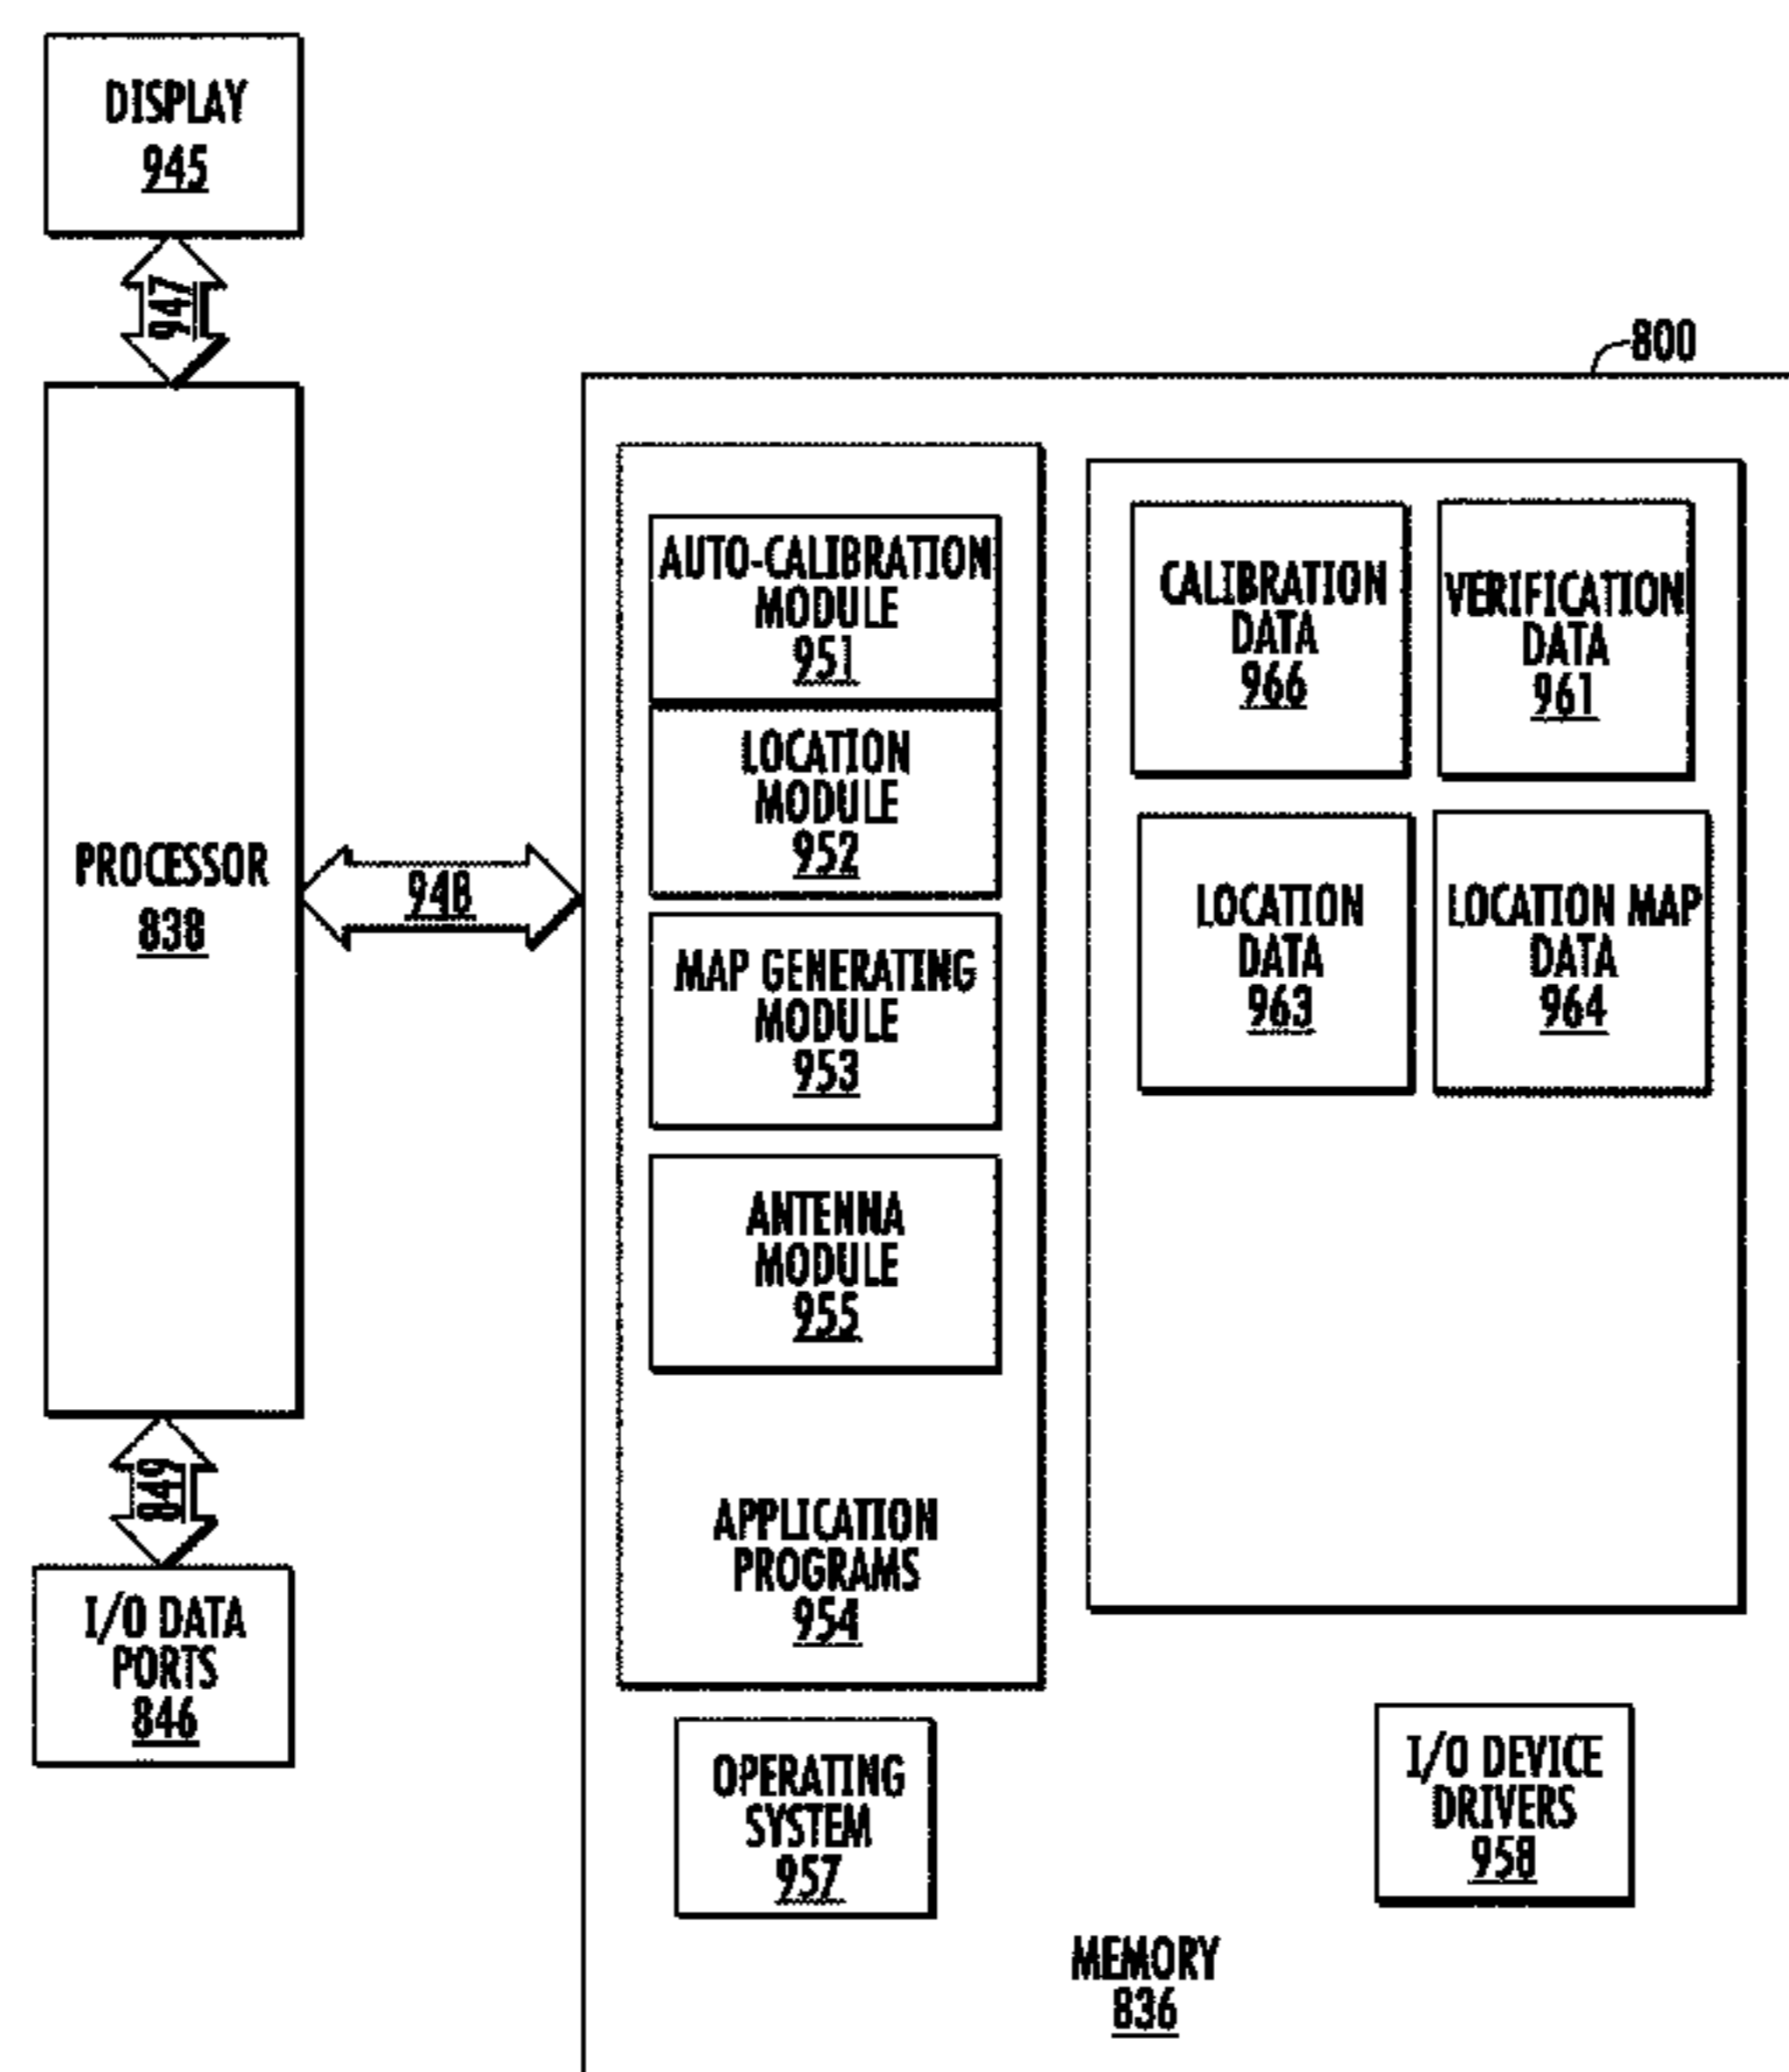 DISPLAY
945
947
800
PROCESSOR
838
948
849
I/O DATA
PORTS
846
AUTO-CALIBRATION
MODULE
951
LOCATION
MODULE
952
MAP GENERATING
MODULE
953
ANTENNA
MODULE
955
APPLICATION
PROGRAMS
954
CALIBRATION
DATA
966
VERIFICATION
DATA
961
LOCATION
DATA
963
LOCATION MAP
DATA
964
OPERATING
SYSTEM
957
I/O DEVICE
DRIVERS
958
MEMORY
836